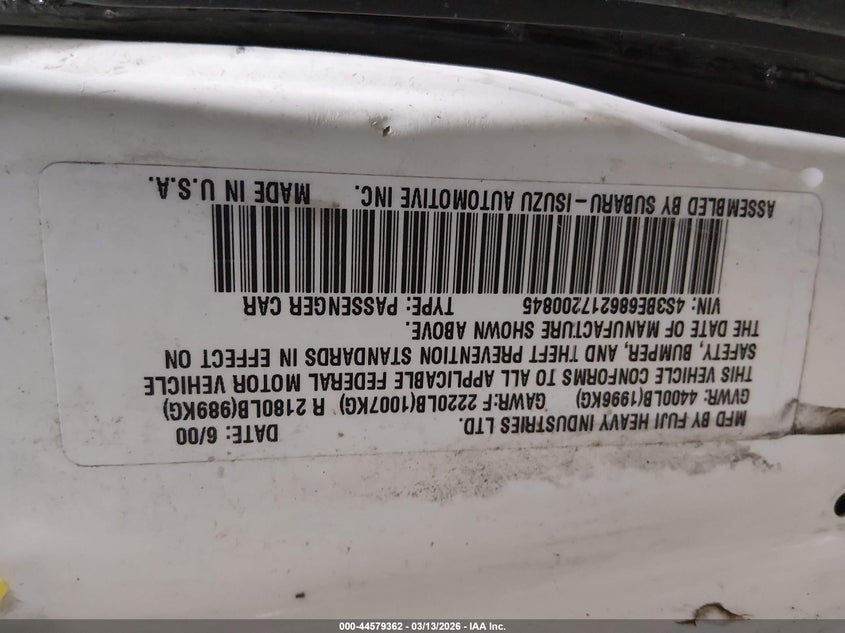 MFD BY FUJI HEAVY INDUSTRIES LTD. DATE: 6/00
GVWR: 4400LB(1996KG) GAWR:F 2220LB(1007KG) R 2180LB(989KG)
THIS VEHICLE CONFORMS TO ALL APPLICABLE FEDERAL MOTOR VEHICLE
SAFETY, BUMPER, AND THEFT PREVENTION STANDARDS IN EFFECT ON
THE DATE OF MANUFACTURE SHOWN ABOVE.
VIN: 4S3BE686217200845 TYPE: PASSENGER CAR
ASSEMBLED BY SUBARU-ISUZU AUTOMOTIVE INC. MADE IN U.S.A.
000-44579362 | 03/13/2026 - IAA Inc.